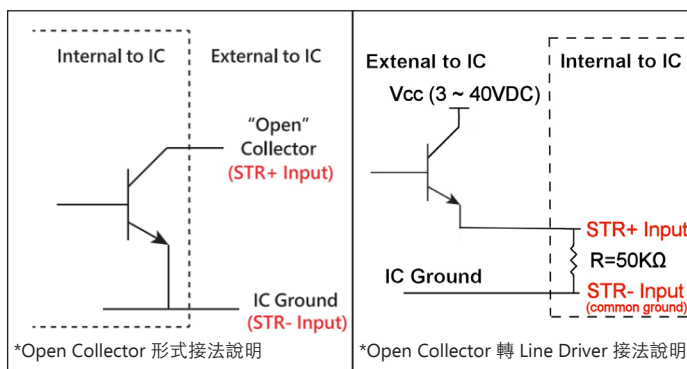 Internal to IC
External to IC
“Open”
Collector
(STR+ Input)
IC Ground
(STR- Input)
*Open Collector 形式接法說明
Extenal to IC
Internal to IC
Vcc (3 ~ 40VDC)
STR+ Input
R=50KΩ
IC Ground
STR- Input
(common ground)
*Open Collector 轉 Line Driver 接法說明